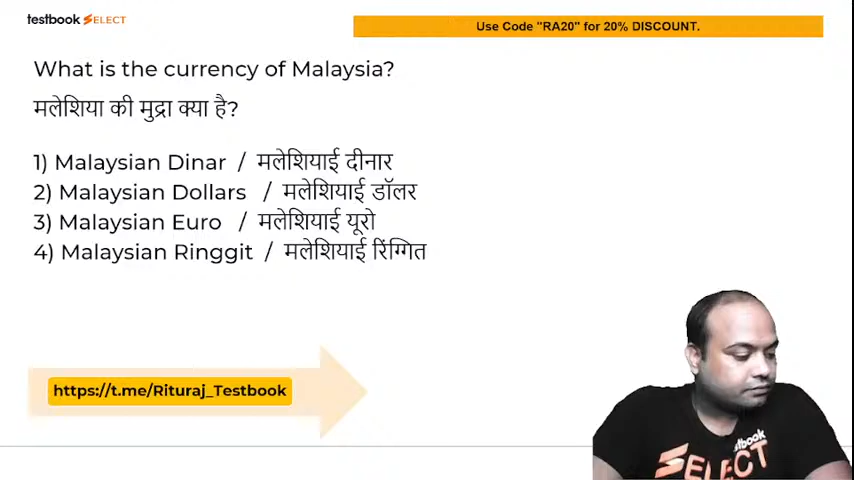 testbook SELECT
Use Code "RA20" for 20% DISCOUNT.
What is the currency of Malaysia?
मलेशिया की मुद्रा क्या है?
1) Malaysian Dinar / मलेशियाई दीनार
2) Malaysian Dollars / मलेशियाई डॉलर
3) Malaysian Euro / मलेशियाई यूरो
4) Malaysian Ringgit / मलेशियाई रिंग्गित
https://t.me/Rituraj_Testbook
testbook
SELECT